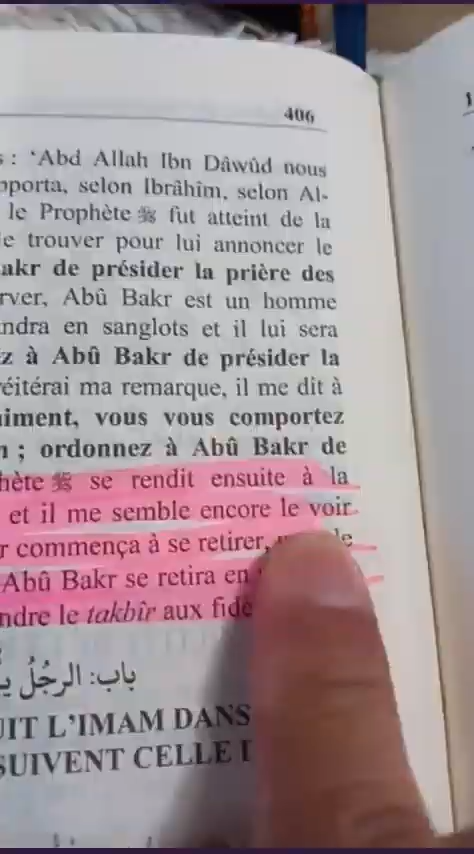 406
: 'Abd Allah Ibn Dâwûd nous
pporta, selon Ibrâhîm, selon Al-
le Prophète ﷺ fut atteint de la
e trouver pour lui annoncer le
akr de présider la prière des
rver, Abû Bakr est un homme
ndra en sanglots et il lui sera
z à Abû Bakr de présider la
réitérai ma remarque, il me dit à
aiment, vous vous comportez
; ordonnez à Abû Bakr de
hète ﷺ se rendit ensuite à la
et il me semble encore le voir
r commença à se retirer,
Abû Bakr se retira en
ndre le takbîr aux fidè
باب: الرجُلُ
UIT L'IMAM DANS
SUIVENT CELLE